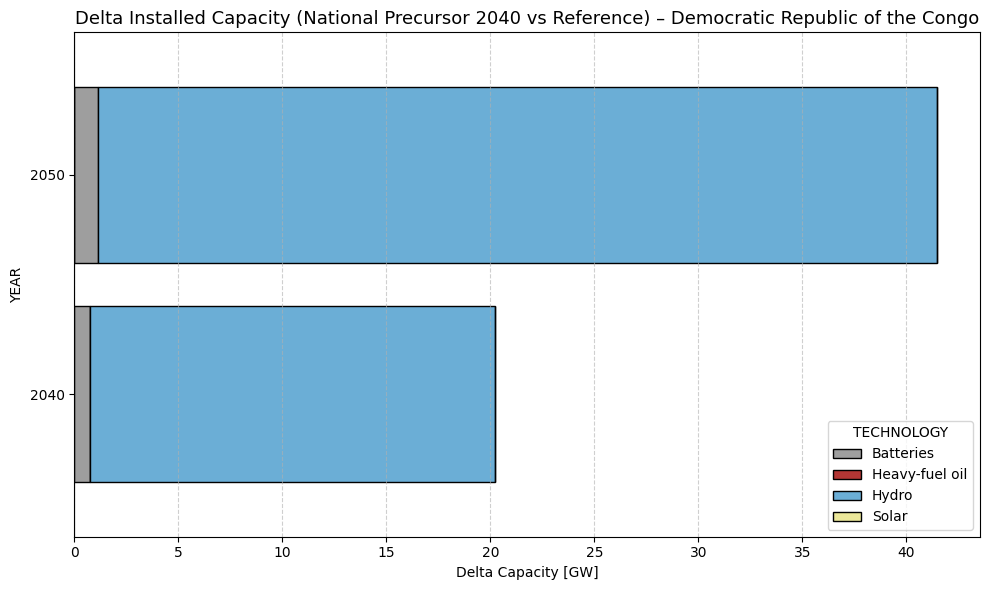 Delta Installed Capacity (National Precursor 2040 vs Reference) – Democratic Republic of the Congo
YEAR
2050
2040
TECHNOLOGY
Batteries
Heavy-fuel oil
Hydro
Solar
0 5 10 15 20 25 30 35 40
Delta Capacity [GW]